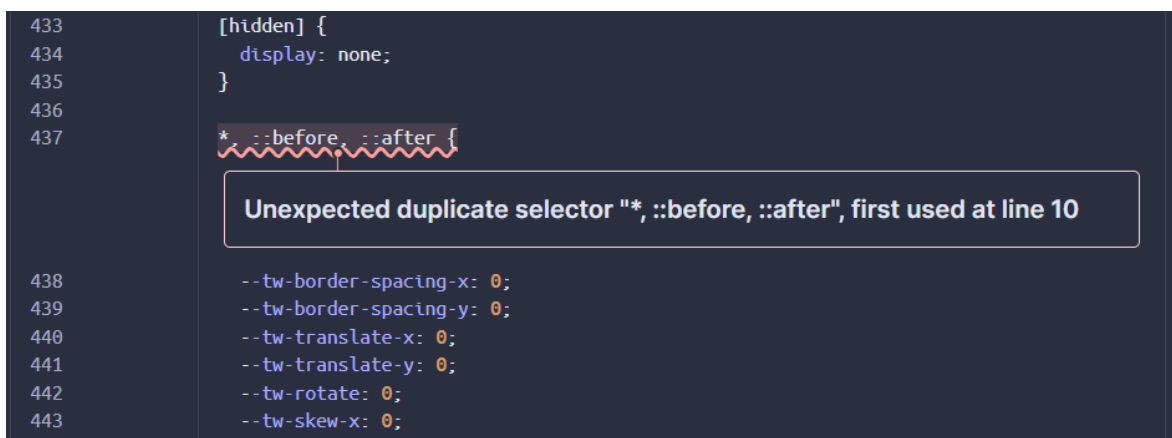 433 [hidden] {
434 display: none;
435 }
436
437 *, ::before, ::after {
Unexpected duplicate selector "*, ::before, ::after", first used at line 10
438 --tw-border-spacing-x: 0;
439 --tw-border-spacing-y: 0;
440 --tw-translate-x: 0;
441 --tw-translate-y: 0;
442 --tw-rotate: 0;
443 --tw-skew-x: 0;